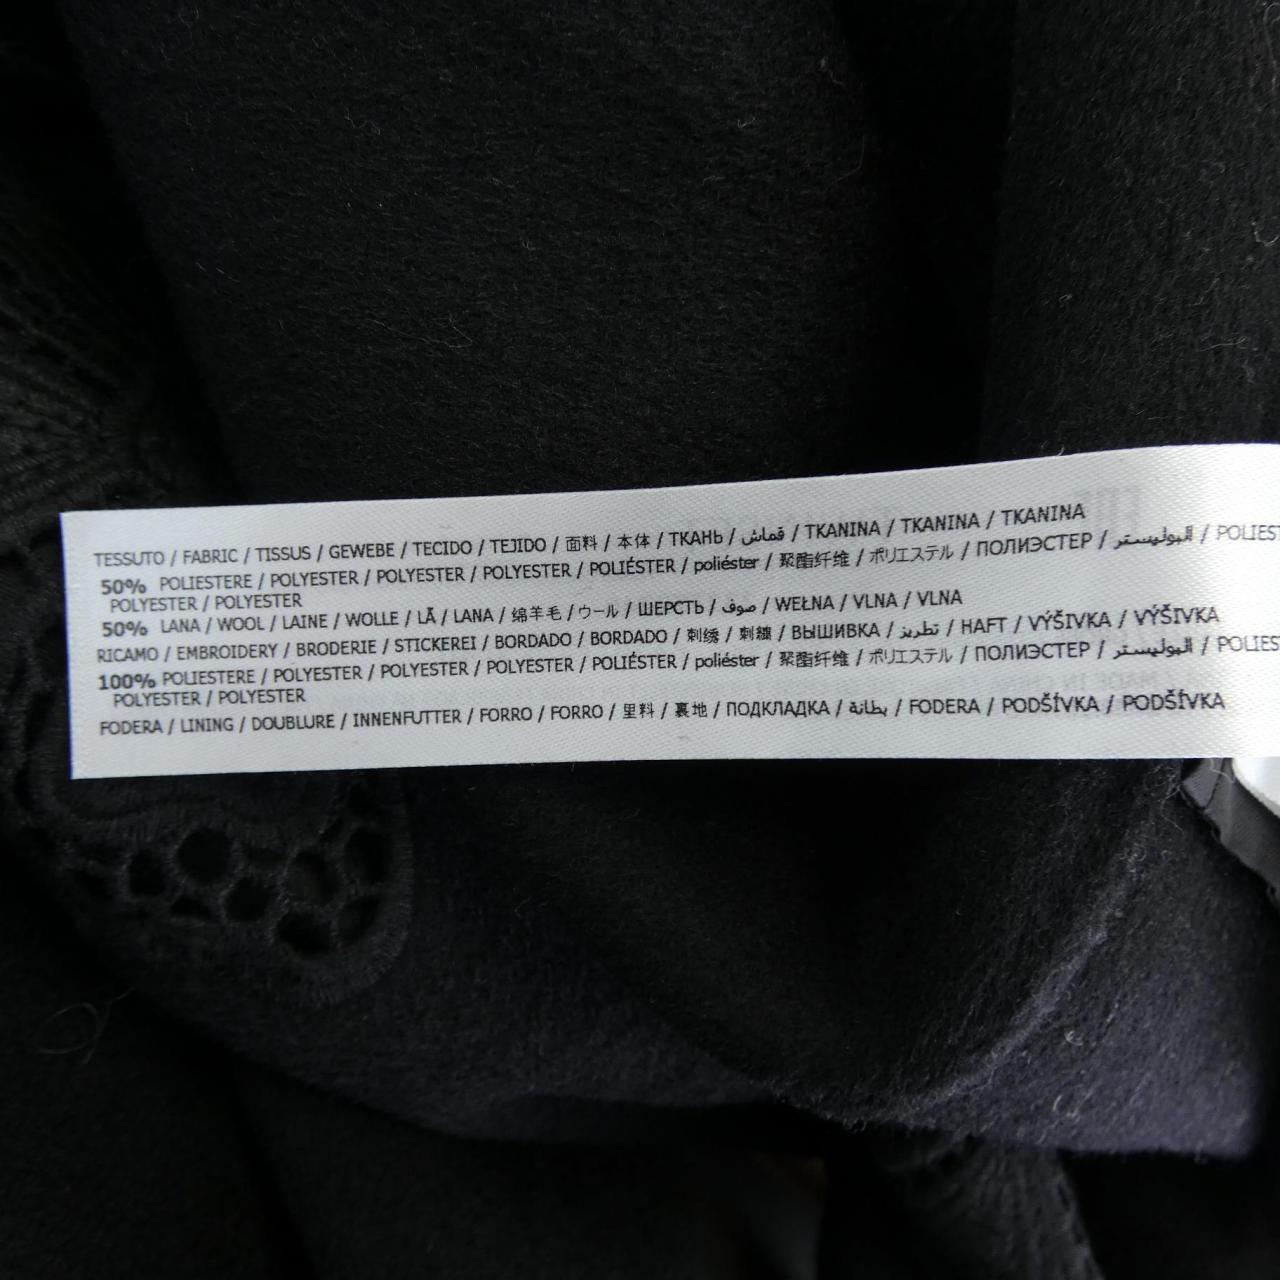 TESSUTO / FABRIC / TISSUS / GEWEBE / TECIDO / TEJIDO / 面料 / 本体 / ТКАНЬ / قماش / TKANINA / TKANINA / TKANINA
50% POLIESTERE / POLYESTER / POLYESTER / POLYESTER / POLIÉSTER / poliéster / 聚酯纤维 / ポリエステル / ПОЛИЭСТЕР / البوليستر / POLIES
POLYESTER / POLYESTER
50% LANA / WOOL / LAINE / WOLLE / LÃ / LANA / 绵羊毛 / ウール / ШЕРСТЬ / صوف / WEŁNA / VLNA / VLNA
RICAMO / EMBROIDERY / BRODERIE / STICKEREI / BORDADO / BORDADO / 刺绣 / 刺繍 / ВЫШИВКА / تطريز / HAFT / VÝŠIVKA / VÝŠIVKA
100% POLIESTERE / POLYESTER / POLYESTER / POLYESTER / POLIÉSTER / poliéster / 聚酯纤维 / ポリエステル / ПОЛИЭСТЕР / البوليستر / POLIES
POLYESTER / POLYESTER
FODERA / LINING / DOUBLURE / INNENFUTTER / FORRO / FORRO / 里料 / 裏地 / ПОДКЛАДКА / بطانة / FODERA / PODŠÍVKA / PODŠÍVKA